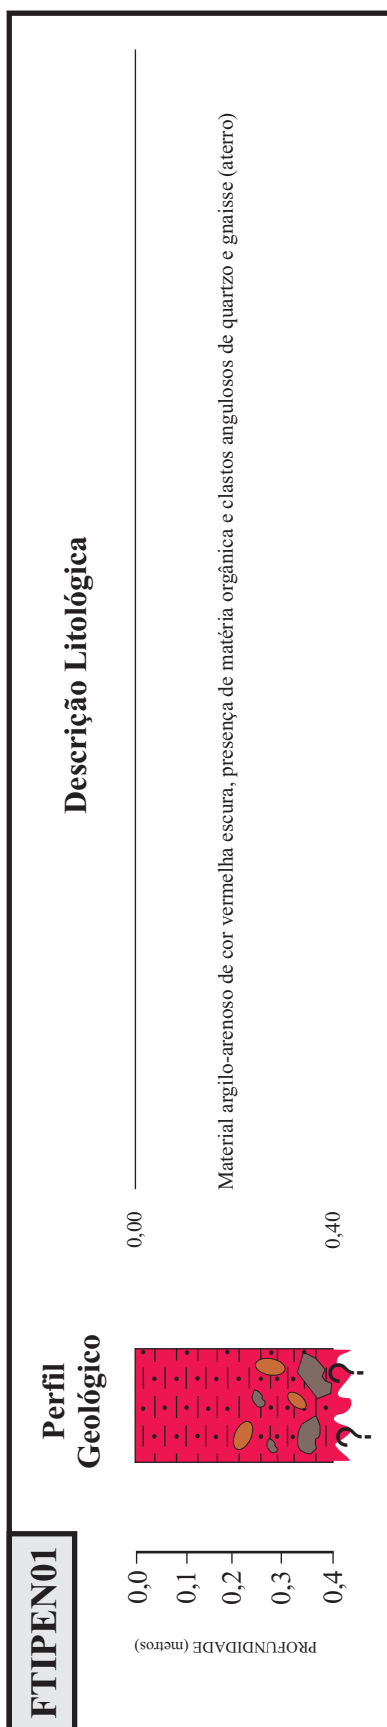 FTIPEN01
Perfil
Geológico
Descrição Litológica
PROFUNDIDADE (metros)
0,0
0,1
0,2
0,3
0,4
? ?
0,00
Material argilo-arenoso de cor vermelha escura, presença de matéria orgânica e clastos angulosos de quartzo e gnaisse (aterro)
0,40